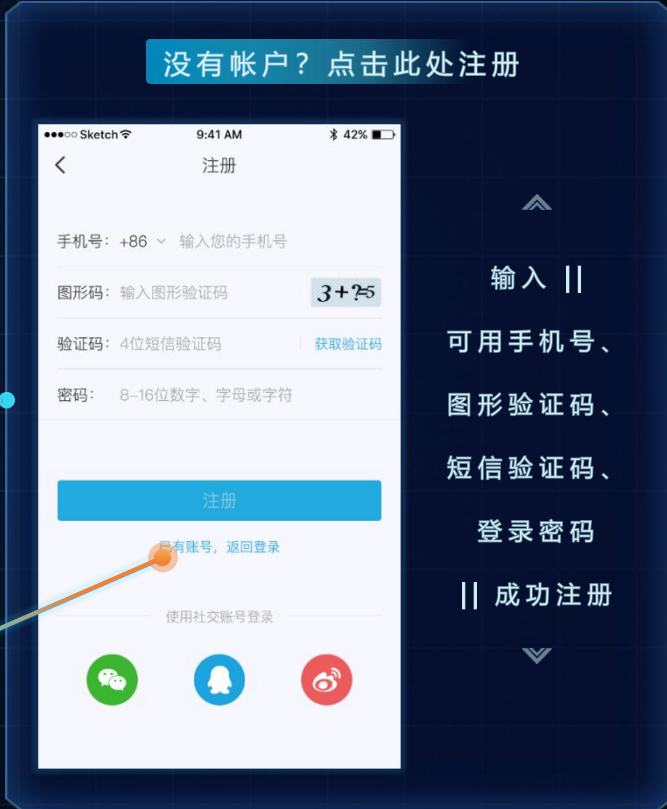 没有帐户？点击此处注册
●●●○○ Sketch 9:41 AM 42%
注册
手机号： +86 输入您的手机号
图形码： 输入图形验证码 3+?=5
验证码： 4位短信验证码 获取验证码
密码： 8-16位数字、字母或字符
注册
已有账号，返回登录
使用社交账号登录
输入 ||
可用手机号、
图形验证码、
短信验证码、
登录密码
|| 成功注册